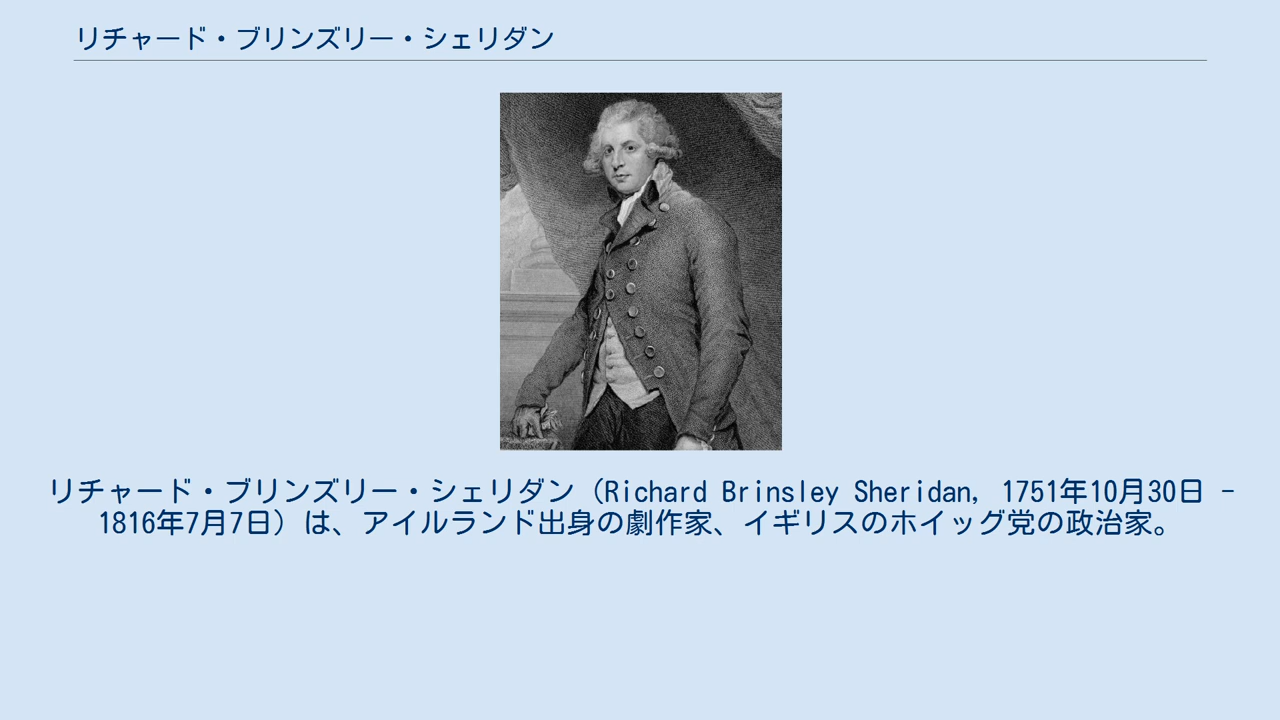 リチャード・ブリンズリー・シェリダン
リチャード・ブリンズリー・シェリダン（Richard Brinsley Sheridan, 1751年10月30日 -
1816年7月7日）は、アイルランド出身の劇作家、イギリスのホイッグ党の政治家。